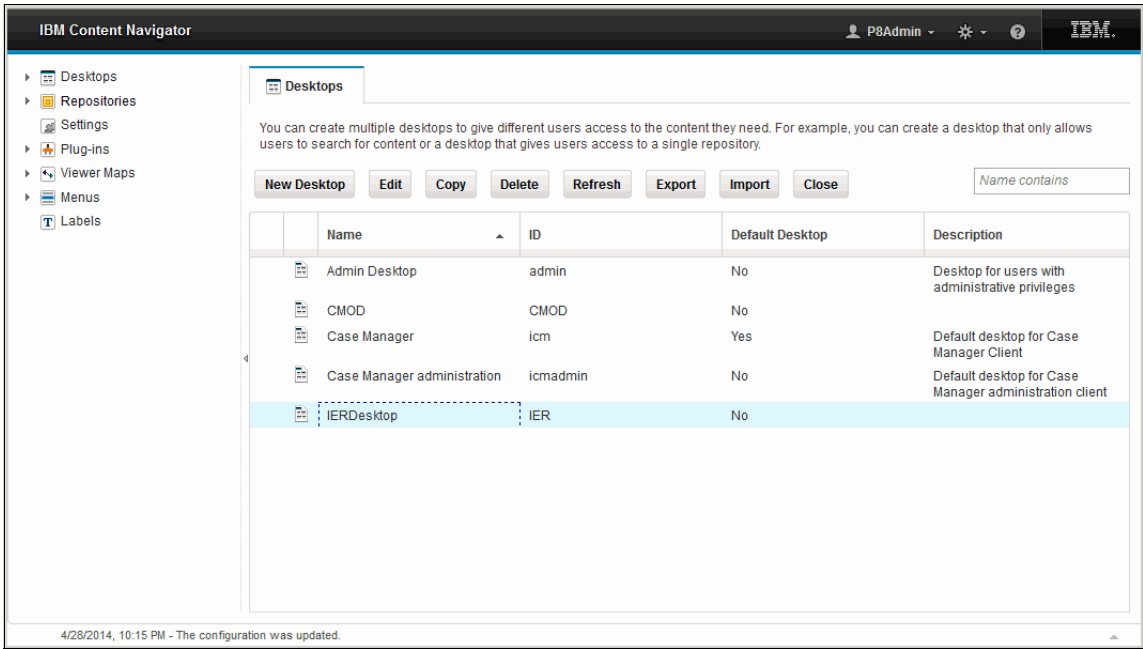 IBM Content Navigator
P8Admin
?
IBM.
Desktops
Repositories
Settings
Plug-ins
Viewer Maps
Menus
T Labels
Desktops
You can create multiple desktops to give different users access to the content they need. For example, you can create a desktop that only allows
users to search for content or a desktop that gives users access to a single repository.
New Desktop Edit Copy Delete Refresh Export Import Close Name contains
Name ID Default Desktop Description
Admin Desktop admin No Desktop for users with
administrative privileges
CMOD CMOD No
Case Manager icm Yes Default desktop for Case
Manager Client
Case Manager administration icmadmin No Default desktop for Case
Manager administration client
IERDesktop IER No
4/28/2014, 10:15 PM - The configuration was updated.